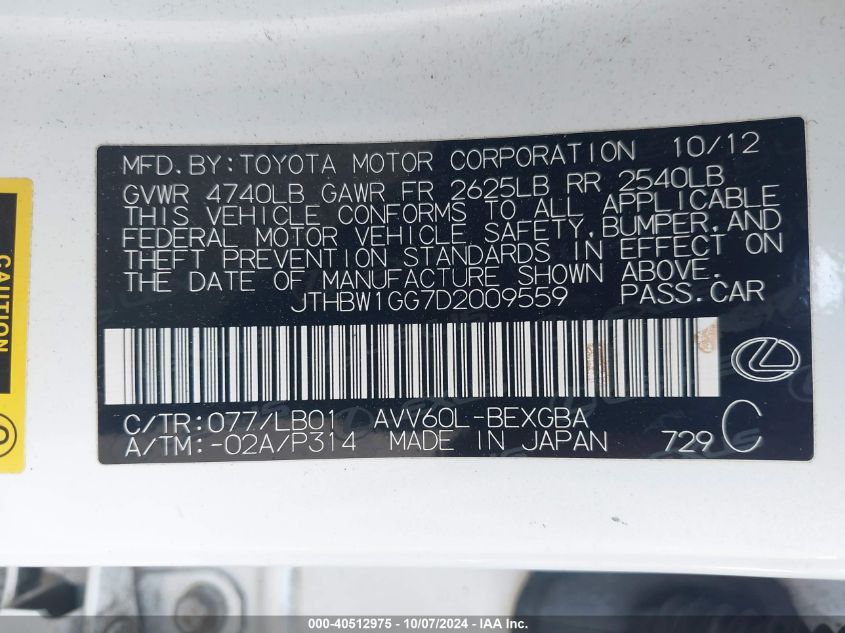 MFD.BY:TOYOTA MOTOR CORPORATION 10/12
GVWR 4740LB GAWR FR 2625LB RR 2540LB
THIS VEHICLE CONFORMS TO ALL APPLICABLE
FEDERAL MOTOR VEHICLE SAFETY,BUMPER,AND
THEFT PREVENTION STANDARDS IN EFFECT ON
THE DATE OF MANUFACTURE SHOWN ABOVE.
JTHBW1GG7D2009559 PASS.CAR
C/TR:077/LB01 AVV60L-BEXGBA
A/TM:-02A/P314 MADE IN JAPAN 729 C
CAUTION
000-40512975 | 10/07/2024 - IAA Inc.